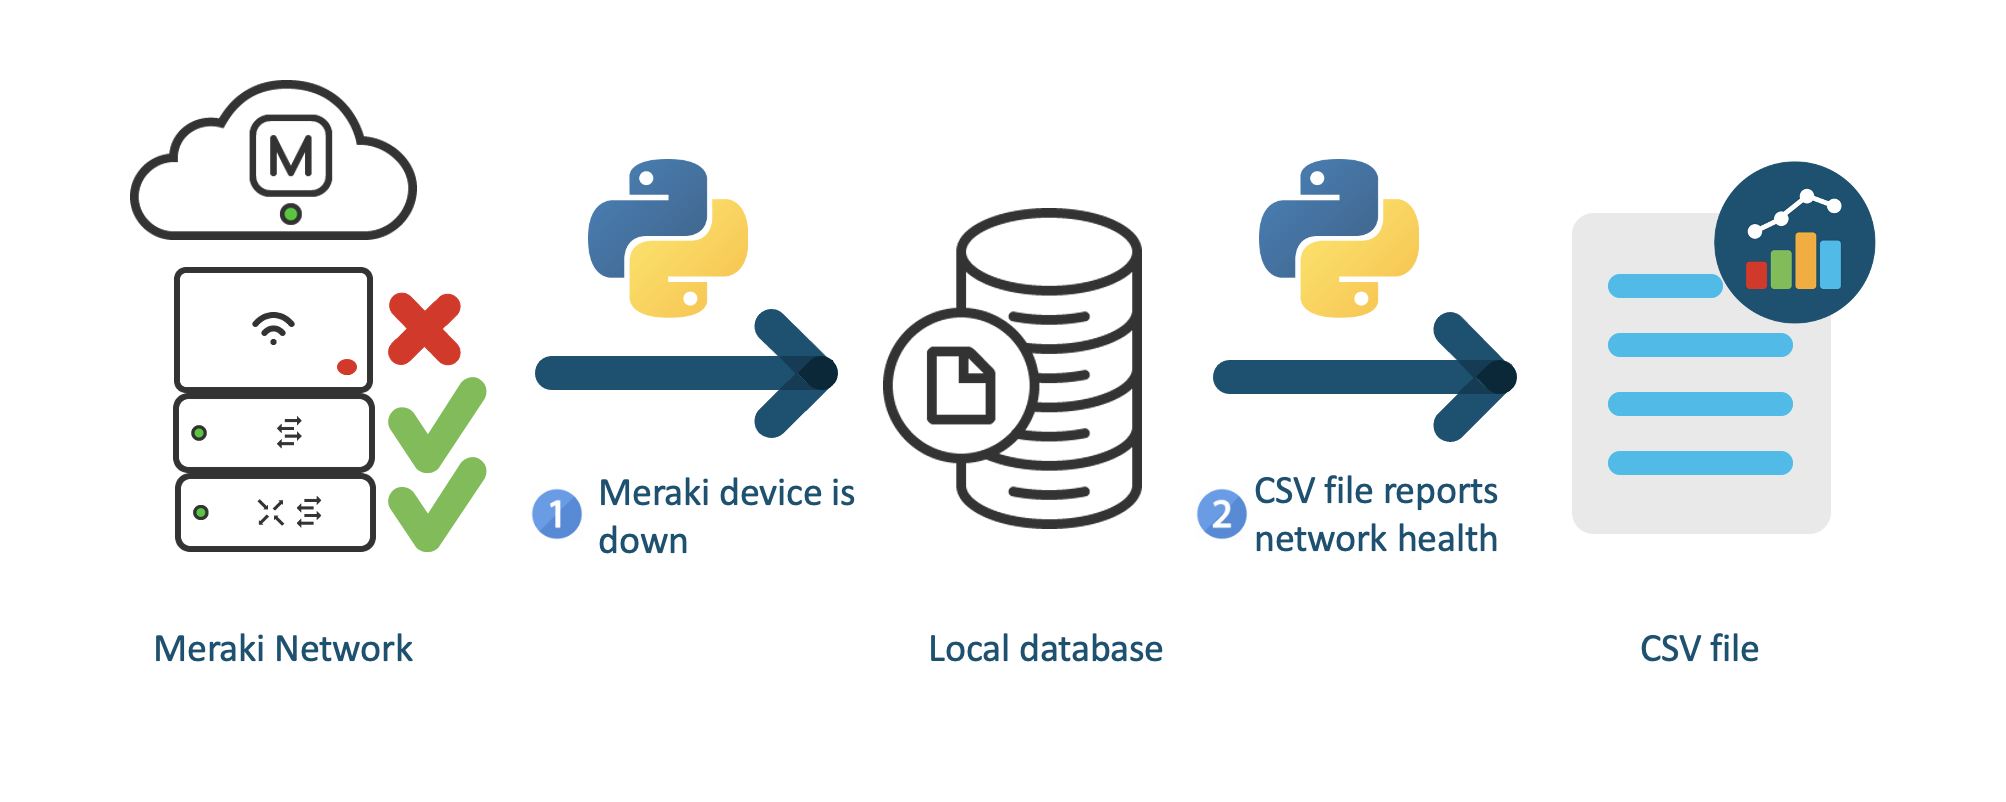 M
1 Meraki device is
down
2 CSV file reports
network health
Meraki Network
Local database
CSV file